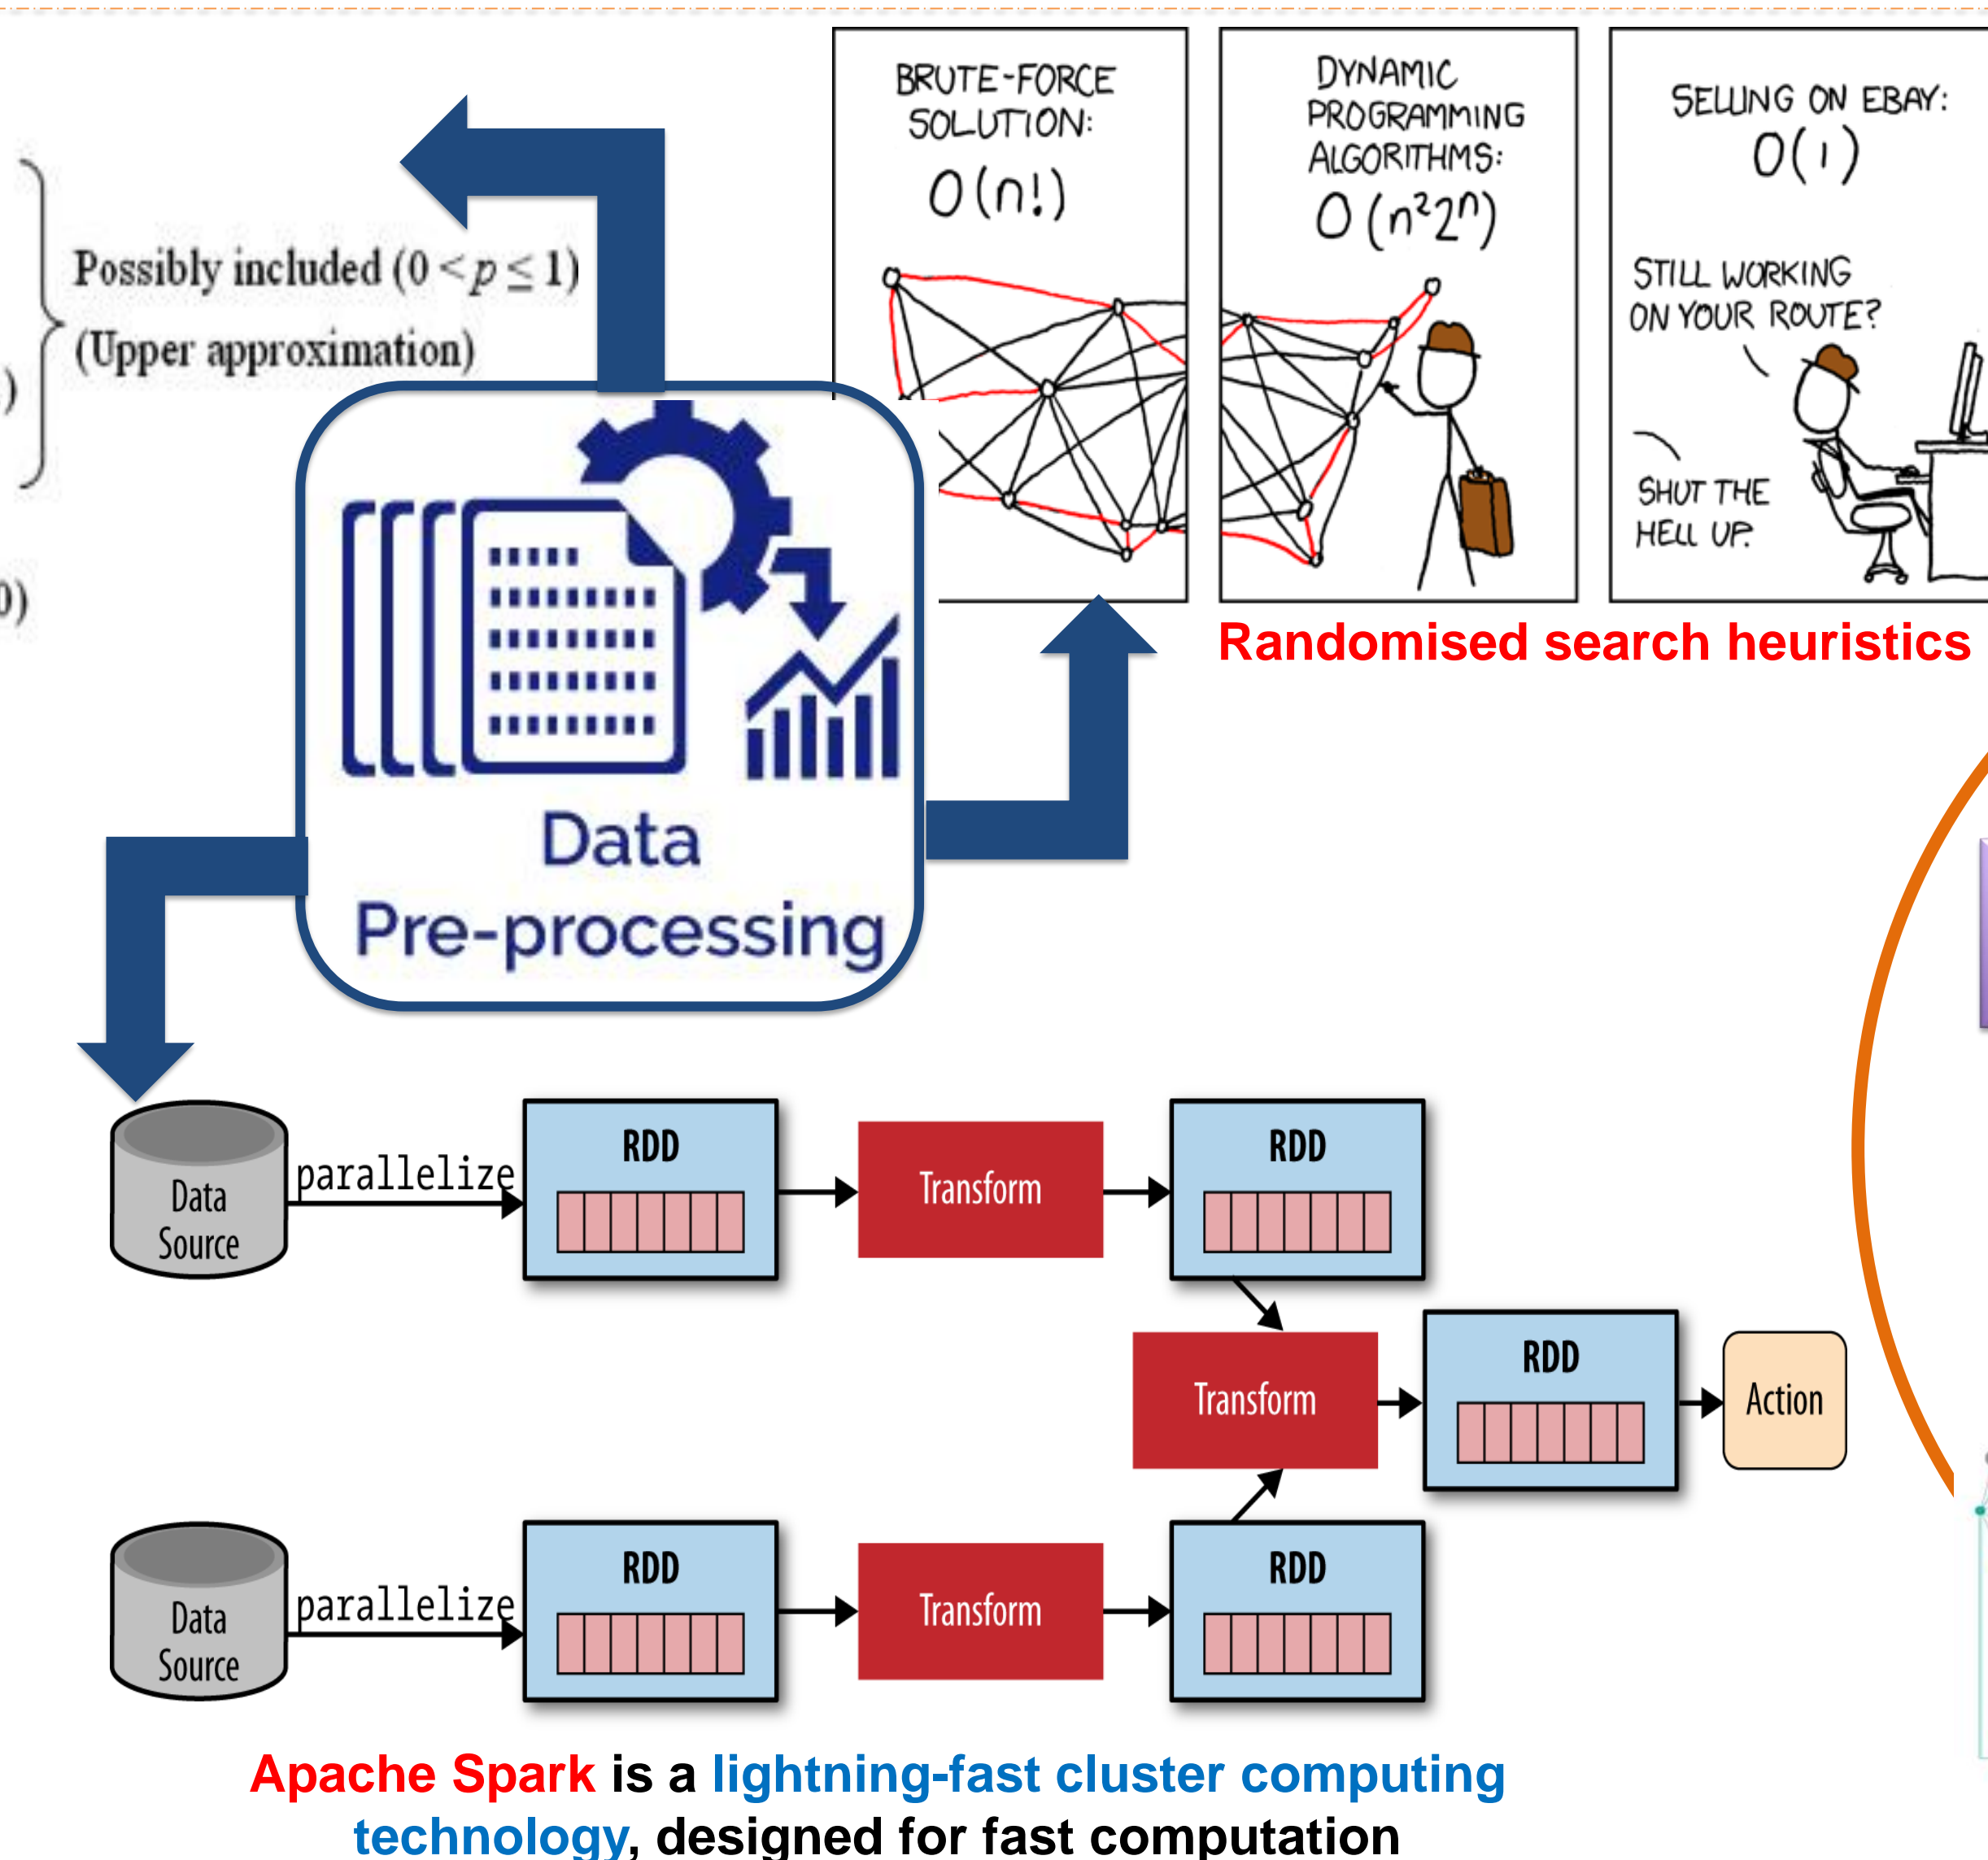 BRUTE-FORCE
SOLUTION:
O(n!)
DYNAMIC
PROGRAMMING
ALGORITHMS:
O(n²2ⁿ)
SELLING ON EBAY:
O(1)
STILL WORKING
ON YOUR ROUTE?
SHUT THE
HELL UP.
Possibly included (0 < p ≤ 1)
(Upper approximation)
)
0)
Randomised search heuristics
Data
Pre-processing
Data
Source
parallelize
RDD
Transform
RDD
Transform
RDD
Action
Data
Source
parallelize
RDD
Transform
RDD
Apache Spark is a lightning-fast cluster computing
technology, designed for fast computation